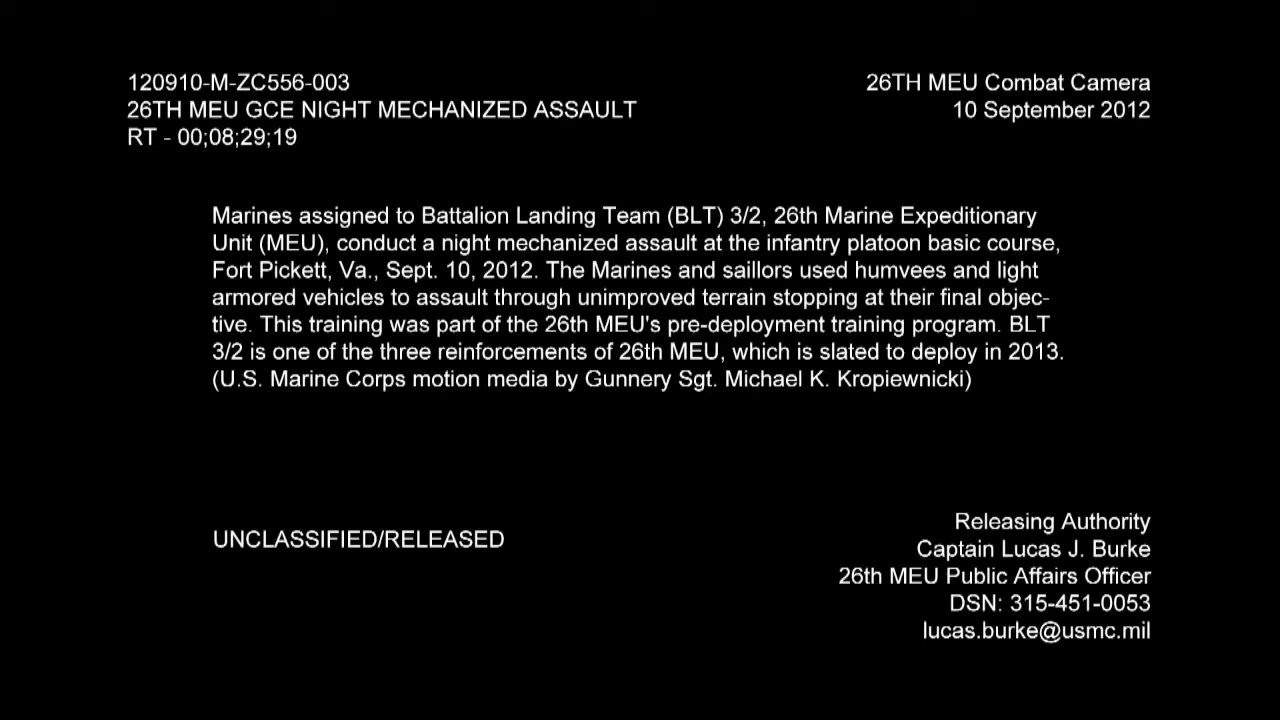 120910-M-ZC556-003
26TH MEU GCE NIGHT MECHANIZED ASSAULT
RT - 00;08;29;19
26TH MEU Combat Camera
10 September 2012
Marines assigned to Battalion Landing Team (BLT) 3/2, 26th Marine Expeditionary
Unit (MEU), conduct a night mechanized assault at the infantry platoon basic course,
Fort Pickett, Va., Sept. 10, 2012. The Marines and saillors used humvees and light
armored vehicles to assault through unimproved terrain stopping at their final objec-
tive. This training was part of the 26th MEU's pre-deployment training program. BLT
3/2 is one of the three reinforcements of 26th MEU, which is slated to deploy in 2013.
(U.S. Marine Corps motion media by Gunnery Sgt. Michael K. Kropiewnicki)
UNCLASSIFIED/RELEASED
Releasing Authority
Captain Lucas J. Burke
26th MEU Public Affairs Officer
DSN: 315-451-0053
lucas.burke@usmc.mil